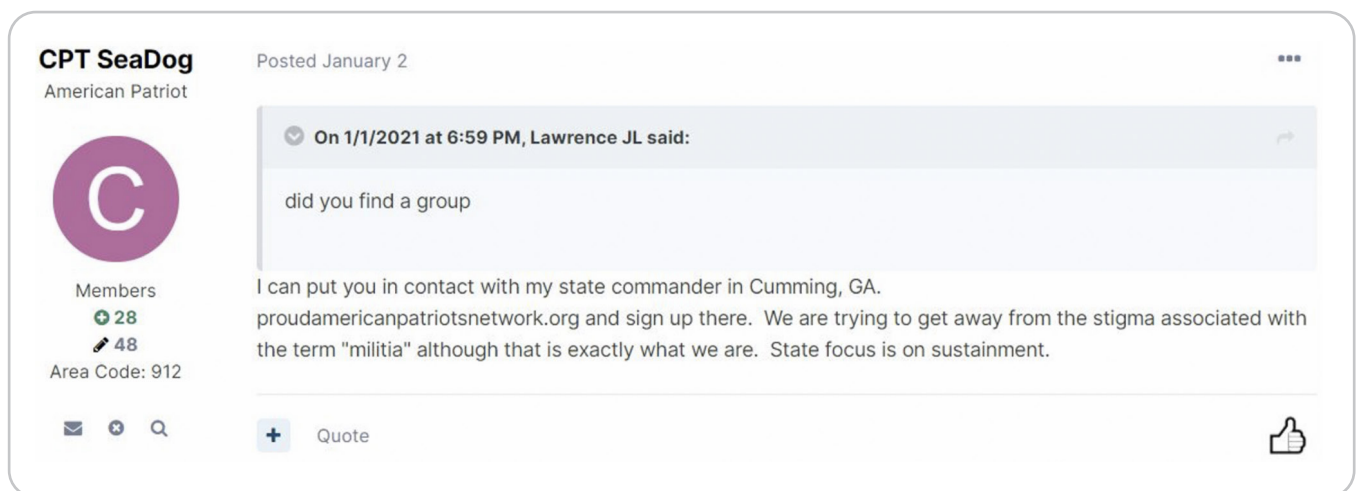 CPT SeaDog
American Patriot
C
Members
28
48
Area Code: 912
Posted January 2
On 1/1/2021 at 6:59 PM, Lawrence JL said:
did you find a group
I can put you in contact with my state commander in Cumming, GA.
proudamericanpatriotsnetwork.org and sign up there.  We are trying to get away from the stigma associated with
the term "militia" although that is exactly what we are.  State focus is on sustainment.
Quote